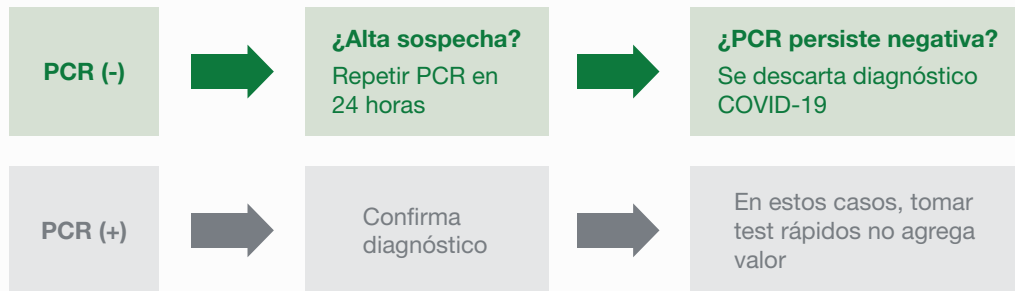 PCR (-)
¿Alta sospecha?
Repetir PCR en
24 horas
¿PCR persiste negativa?
Se descarta diagnóstico
COVID-19
PCR (+)
Confirma
diagnóstico
En estos casos, tomar
test rápidos no agrega
valor